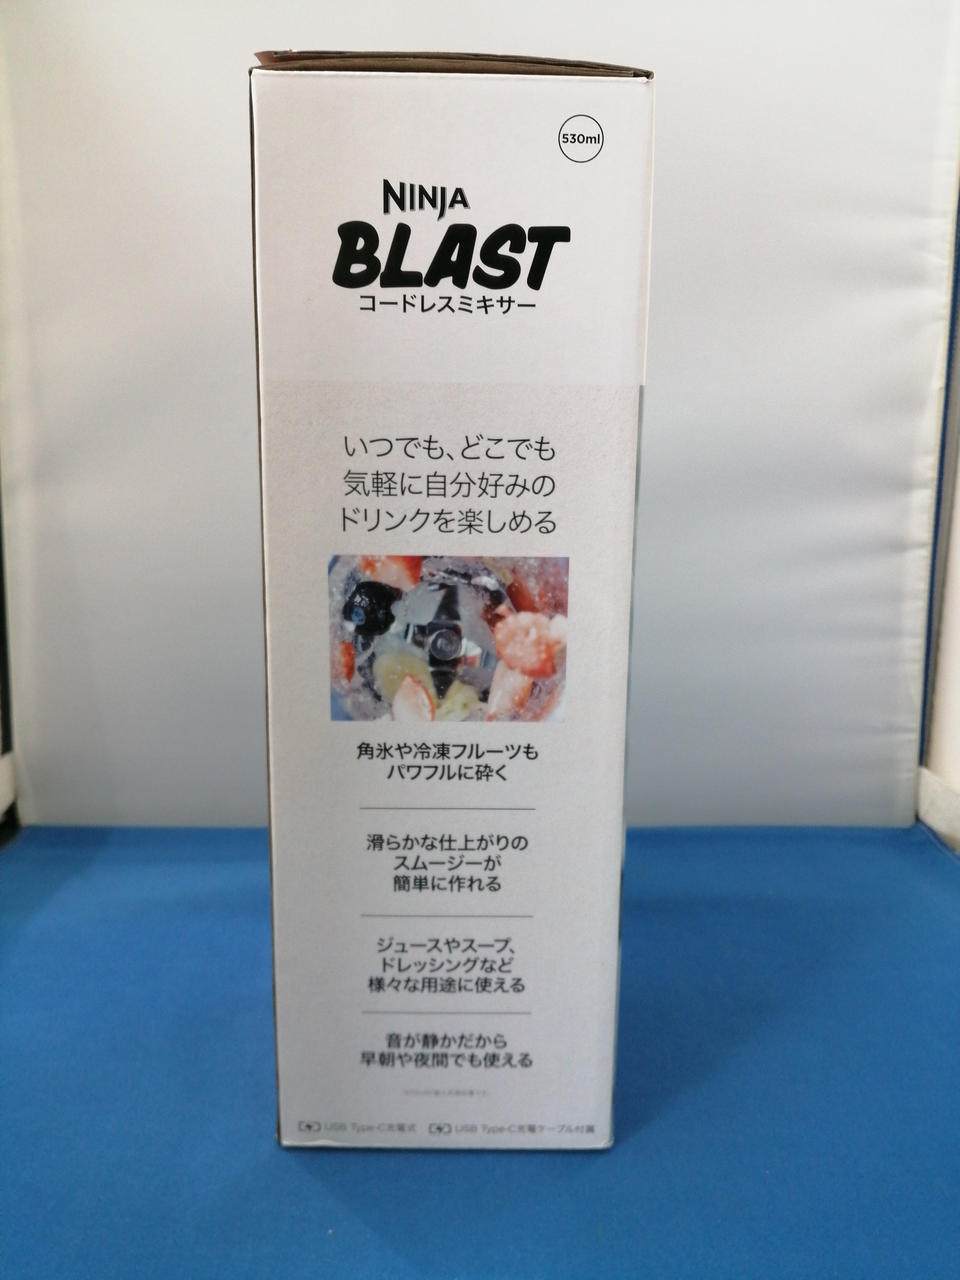 530ml
NINJA
BLAST
コードレスミキサー
いつでも、どこでも
気軽に自分好みの
ドリンクを楽しめる
角氷や冷凍フルーツも
パワフルに砕く
滑らかな仕上がりの
スムージーが
簡単に作れる
ジュースやスープ、
ドレッシングなど
様々な用途に使える
音が静かだから
早朝や夜間でも使える
USB Type-C充電式 USB Type-C充電ケーブル付属